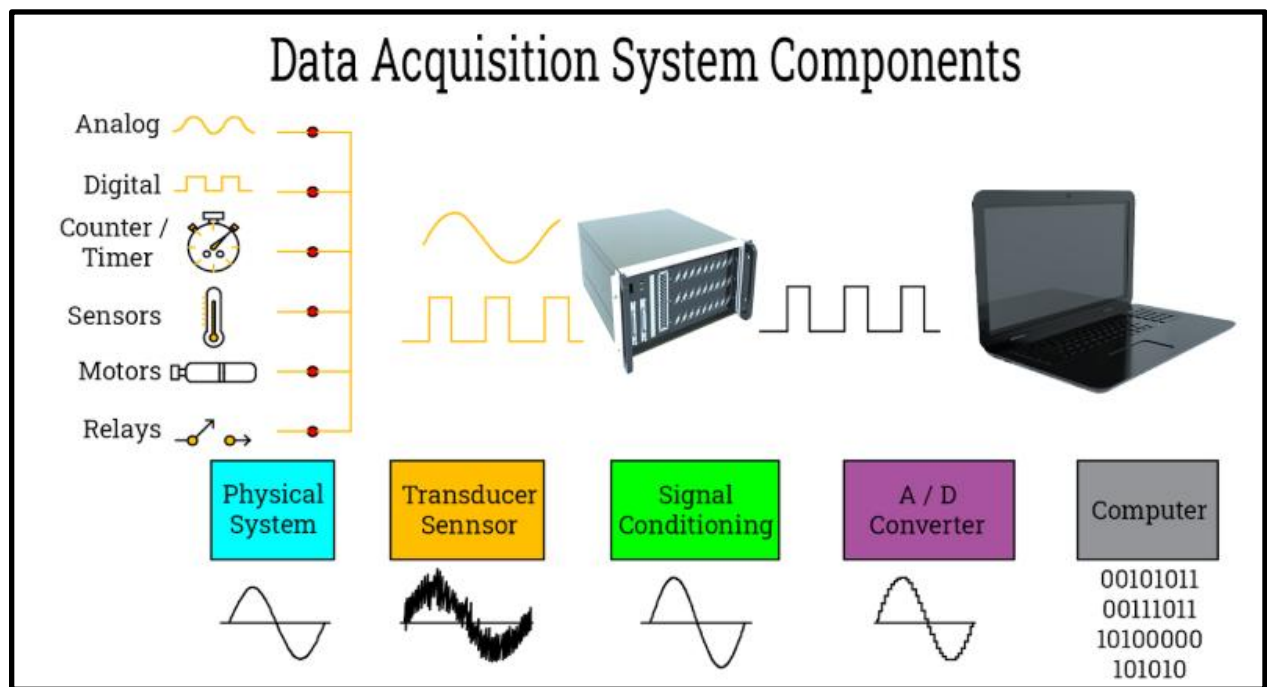 Data Acquisition System Components
Analog
Digital
Counter /
Timer
Sensors
Motors
Relays
Physical
System
Transducer
Sennsor
Signal
Conditioning
A / D
Converter
Computer
00101011
00111011
10100000
101010